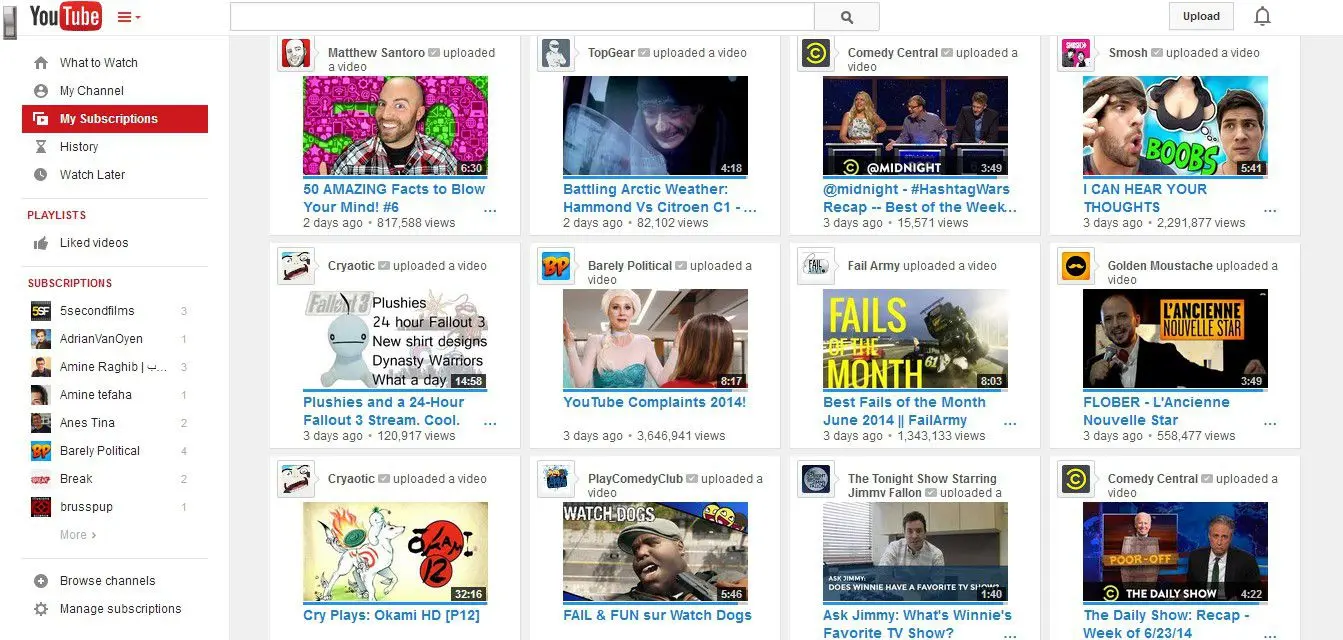 YouTube
Upload
What to Watch
My Channel
My Subscriptions
History
Watch Later
PLAYLISTS
Liked videos
SUBSCRIPTIONS
5secondfilms 3
AdrianVanOyen 1
Amine Raghib | ب... 3
Amine tefaha 1
Anes Tina 2
Barely Political 4
Break 2
brusspup 1
More ›
Browse channels
Manage subscriptions
Matthew Santoro uploaded
a video
6:30
50 AMAZING Facts to Blow
Your Mind! #6 ...
2 days ago • 817,588 views
TopGear uploaded a video
4:18
Battling Arctic Weather:
Hammond Vs Citroen C1 - ...
2 days ago • 82,102 views
Comedy Central uploaded a
video
@MIDNIGHT
3:49
@midnight - #HashtagWars
Recap -- Best of the Week...
3 days ago • 15,571 views
SMOSH
Smosh uploaded a video
BOOBS
5:41
I CAN HEAR YOUR
THOUGHTS ...
3 days ago • 2,291,877 views
Cryaotic uploaded a video
Fallout 3
Plushies
24 hour Fallout 3
New shirt designs
Dynasty Warriors
What a day
14:58
Plushies and a 24-Hour
Fallout 3 Stream. Cool. ...
3 days ago • 120,917 views
BP
Barely Political uploaded a
video
8:17
YouTube Complaints 2014!
3 days ago • 3,646,941 views
FAIL
Fail Army uploaded a video
FAILS
OF THE
MONTH
61
8:03
Best Fails of the Month
June 2014 || FailArmy ...
3 days ago • 1,343,133 views
Golden Moustache uploaded a
video
L'ANCIENNE
NOUVELLE STAR
3:49
FLOBER - L'Ancienne
Nouvelle Star ...
3 days ago • 558,477 views
Cryaotic uploaded a video
OKAMI
12
32:16
Cry Plays: Okami HD [P12]
PlayComedyClub uploaded a
video
WATCH DOGS
5:46
FAIL & FUN sur Watch Dogs
The Tonight Show Starring
Jimmy Fallon uploaded a
ASK JIMMY:
DOES WINNIE HAVE A FAVORITE TV SHOW?
1:40
Ask Jimmy: What's Winnie's
Favorite TV Show? ...
Comedy Central uploaded a
video
POOR-OFF
THE DAILY SHOW
4:22
The Daily Show: Recap -
Week of 6/23/14 ...